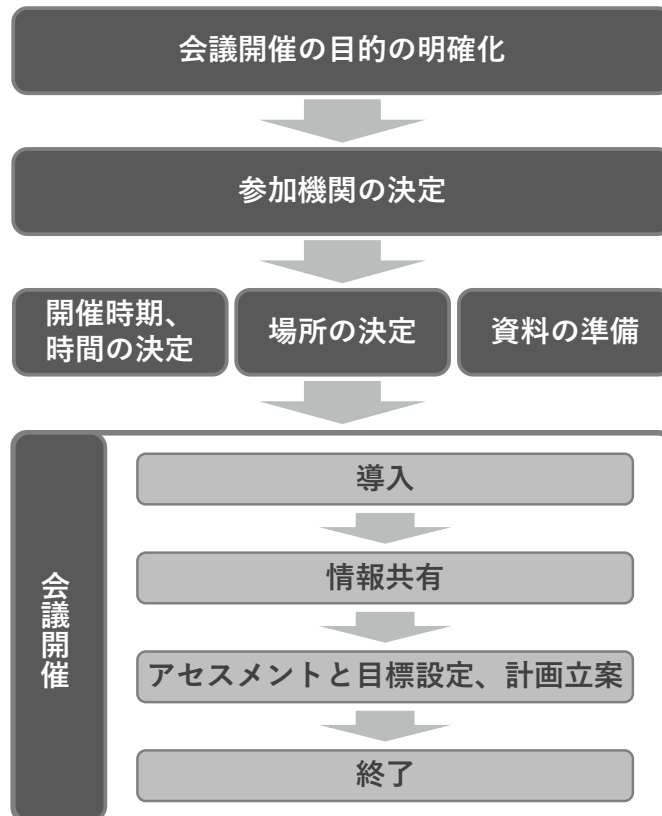 会議開催の目的の明確化
参加機関の決定
開催時期、
時間の決定
場所の決定
資料の準備
会議開催
導入
情報共有
アセスメントと目標設定、計画立案
終了